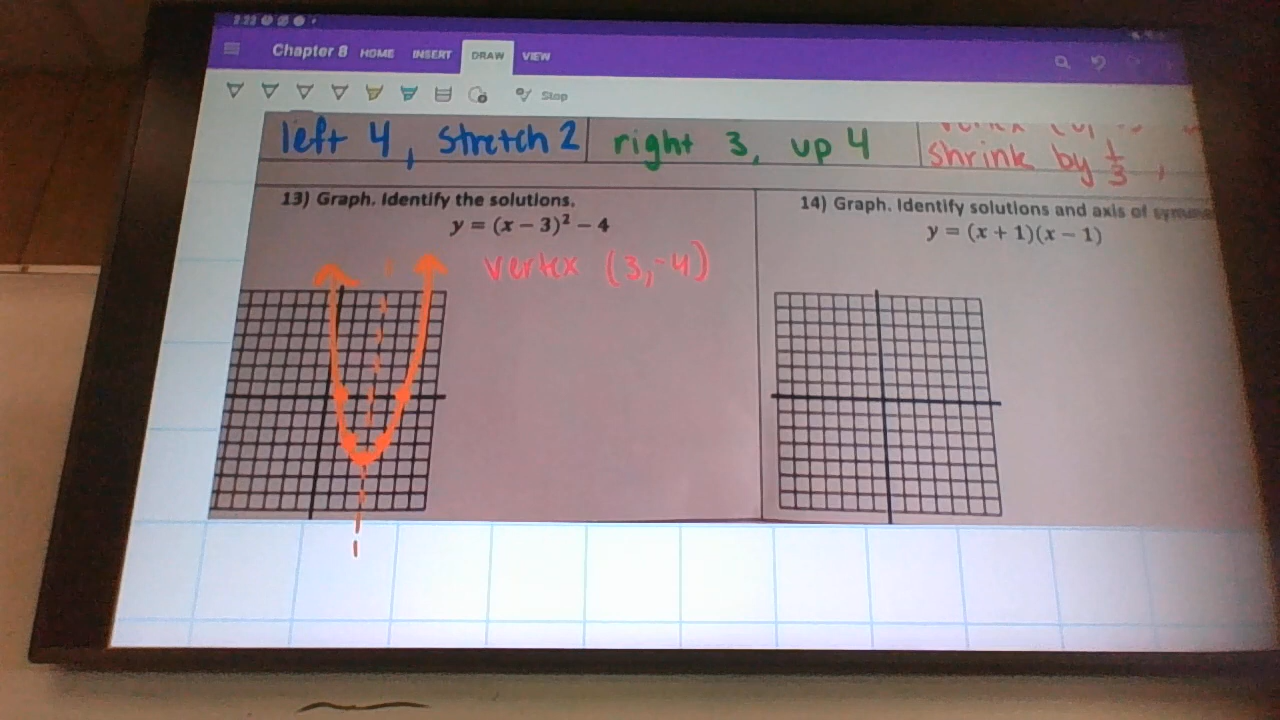 2:22
Chapter 8 HOME INSERT DRAW VIEW
Stop
left 4, stretch 2
right 3, up 4
shrink by 1/3,
13) Graph. Identify the solutions.
y = (x − 3)² − 4
vertex (3,-4)
14) Graph. Identify solutions and axis of
y = (x + 1)(x − 1)